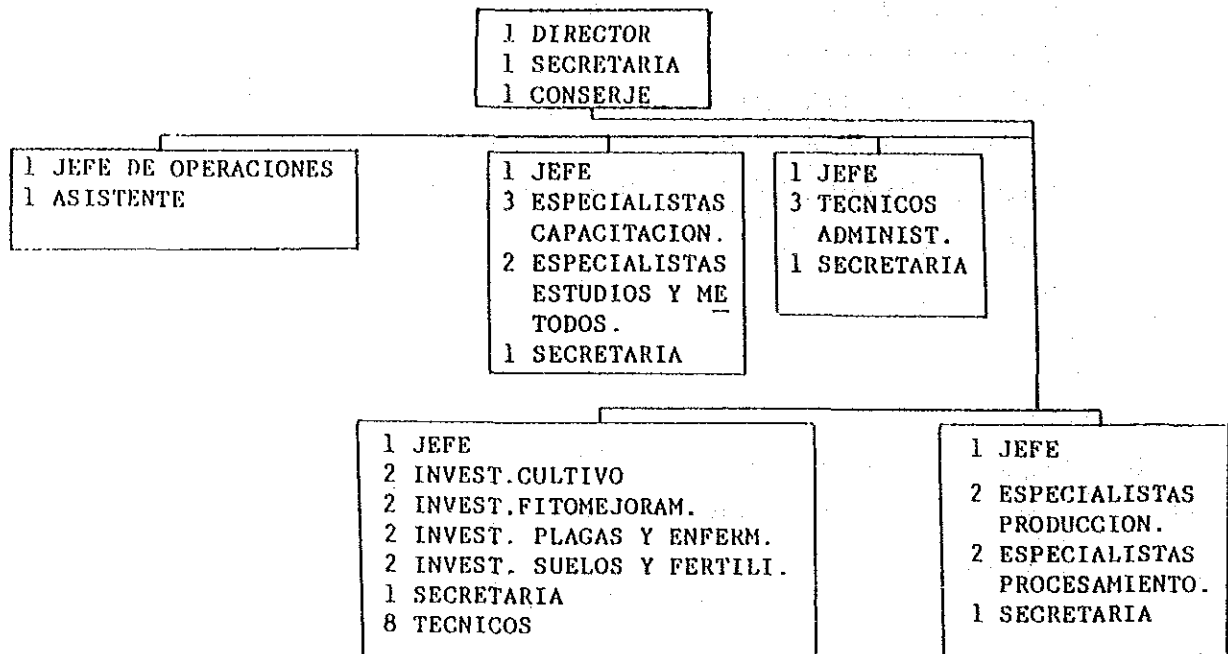 1 DIRECTOR
1 SECRETARIA
1 CONSERJE
1 JEFE DE OPERACIONES
1 ASISTENTE
1 JEFE
3 ESPECIALISTAS
CAPACITACION.
2 ESPECIALISTAS
ESTUDIOS Y ME
TODOS.
1 SECRETARIA
1 JEFE
3 TECNICOS
ADMINIST.
1 SECRETARIA
1 JEFE
2 INVEST.CULTIVO
2 INVEST.FITOMEJORAM.
2 INVEST. PLAGAS Y ENFERM.
2 INVEST. SUELOS Y FERTILI.
1 SECRETARIA
8 TECNICOS
1 JEFE
2 ESPECIALISTAS
PRODUCCION.
2 ESPECIALISTAS
PROCESAMIENTO.
1 SECRETARIA